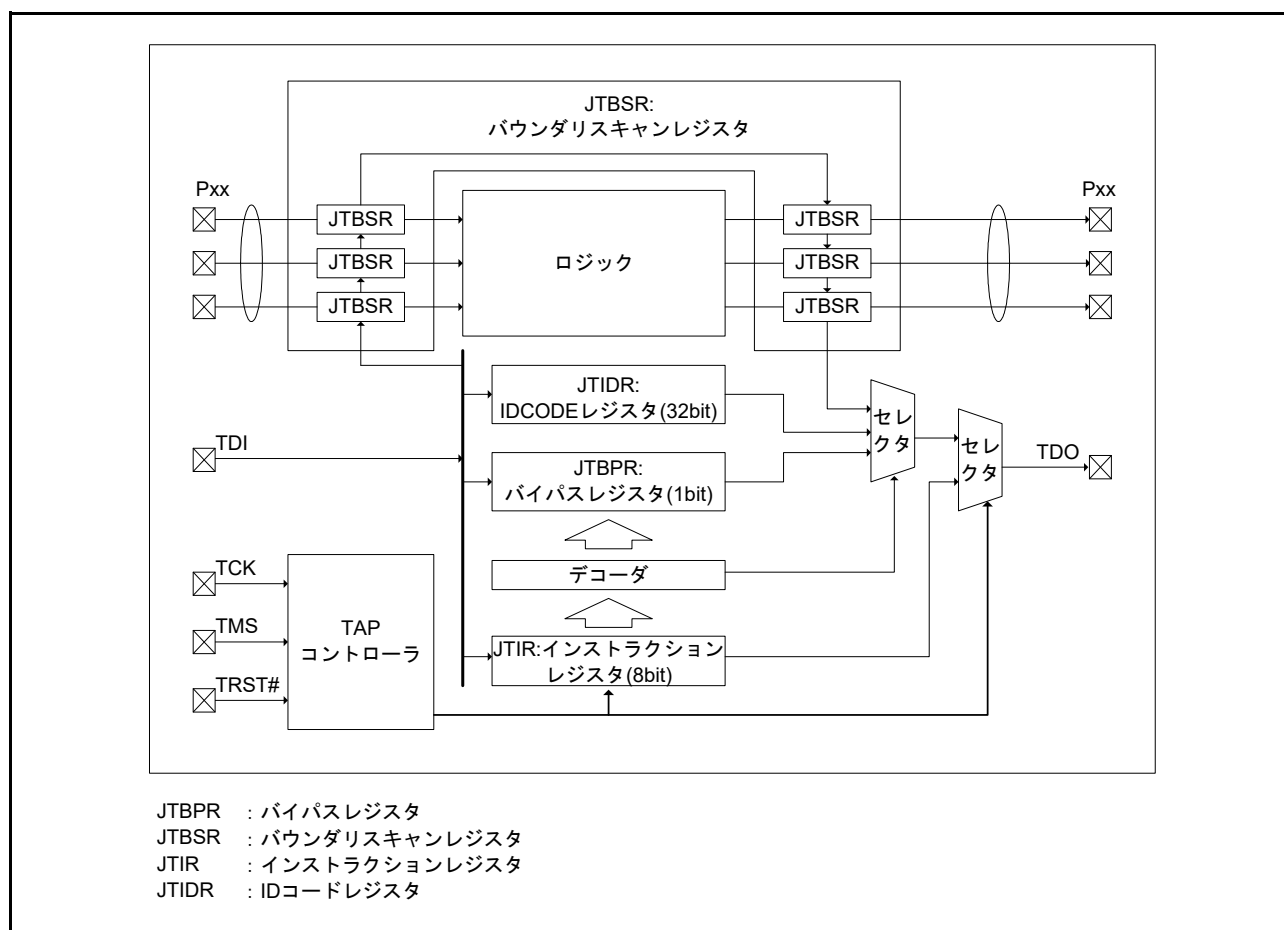 JTBSR:
バウンダリスキャンレジスタ
Pxx
Pxx
JTBSR
JTBSR
JTBSR
JTBSR
ロジック
JTBSR
JTBSR
JTIDR:
IDCODEレジスタ(32bit)
セレ
クタ
セレ
クタ
TDI
TDO
JTBPR:
バイパスレジスタ(1bit)
デコーダ
TCK
TMS
TRST#
TAP
コントローラ
JTIR:インストラクション
レジスタ(8bit)
JTBPR : バイパスレジスタ
JTBSR : バウンダリスキャンレジスタ
JTIR : インストラクションレジスタ
JTIDR : IDコードレジスタ